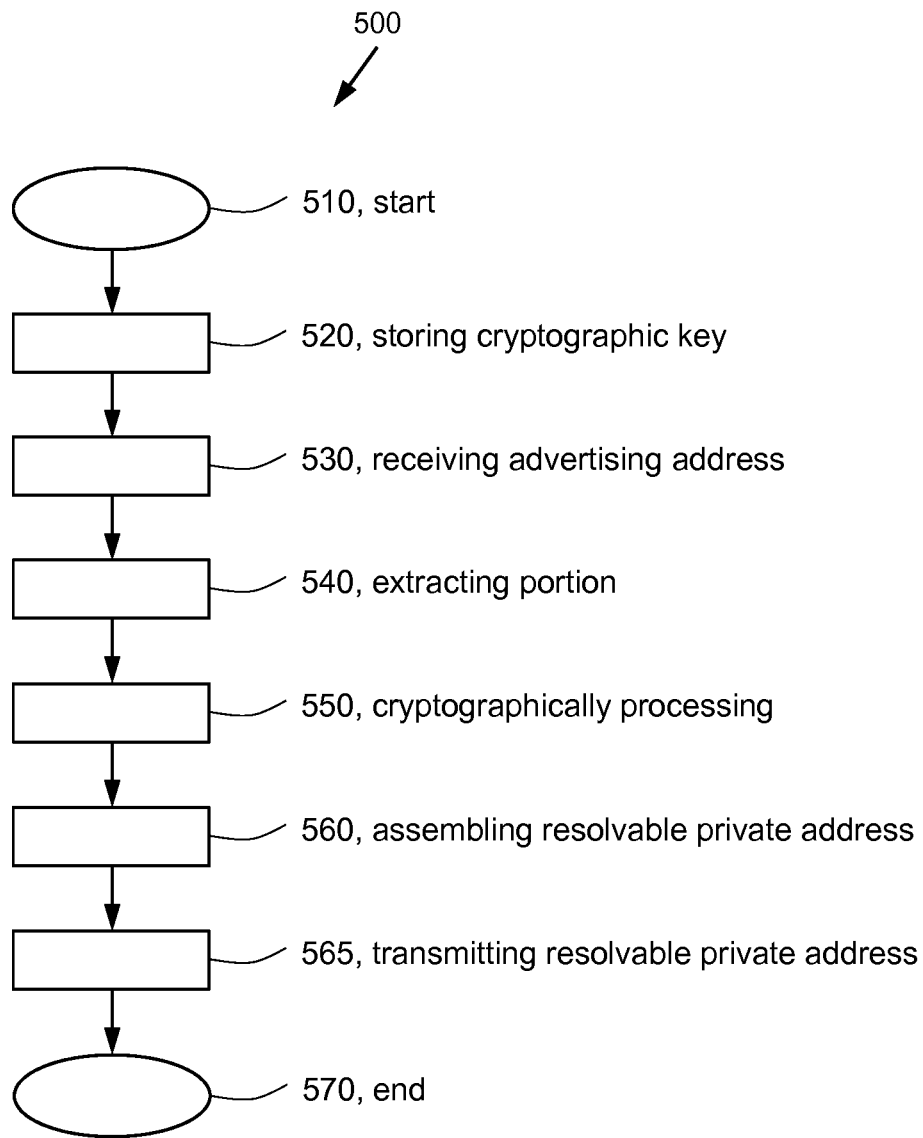 500
510, start
520, storing cryptographic key
530, receiving advertising address
540, extracting portion
550, cryptographically processing
560, assembling resolvable private address
565, transmitting resolvable private address
570, end